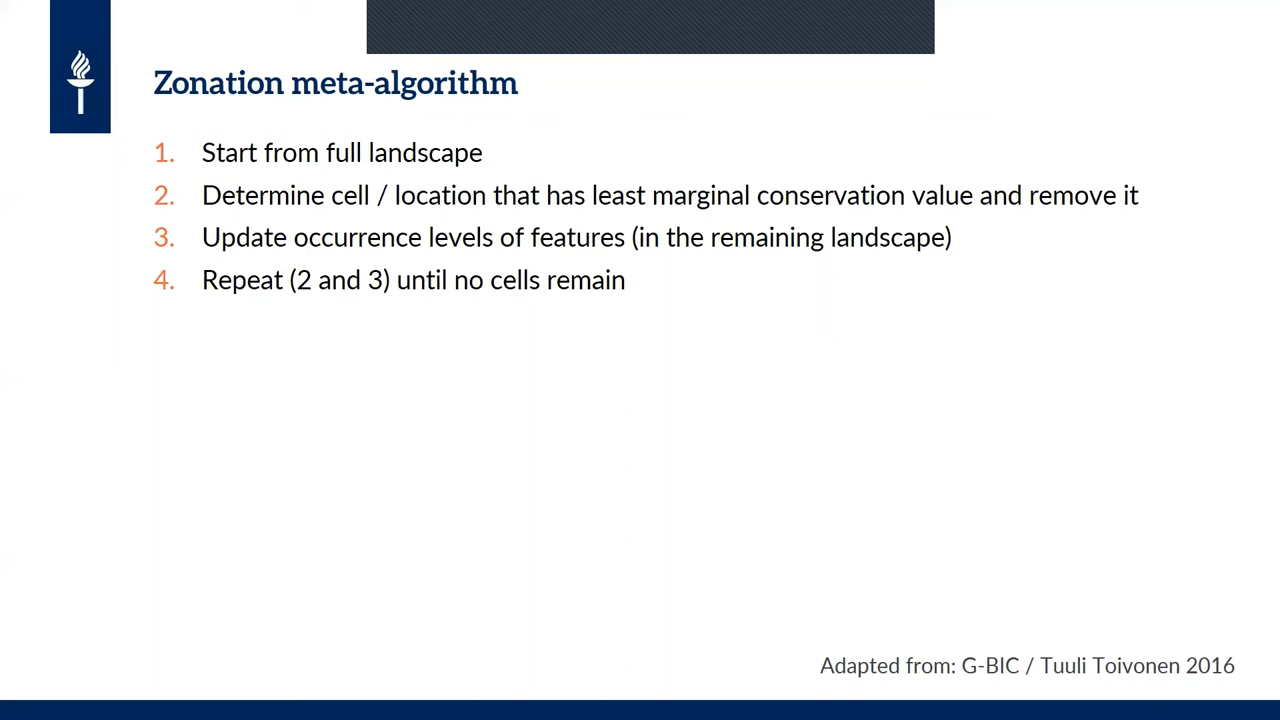 Zonation meta-algorithm
1. Start from full landscape
2. Determine cell / location that has least marginal conservation value and remove it
3. Update occurrence levels of features (in the remaining landscape)
4. Repeat (2 and 3) until no cells remain
Adapted from: G-BIC / Tuuli Toivonen 2016